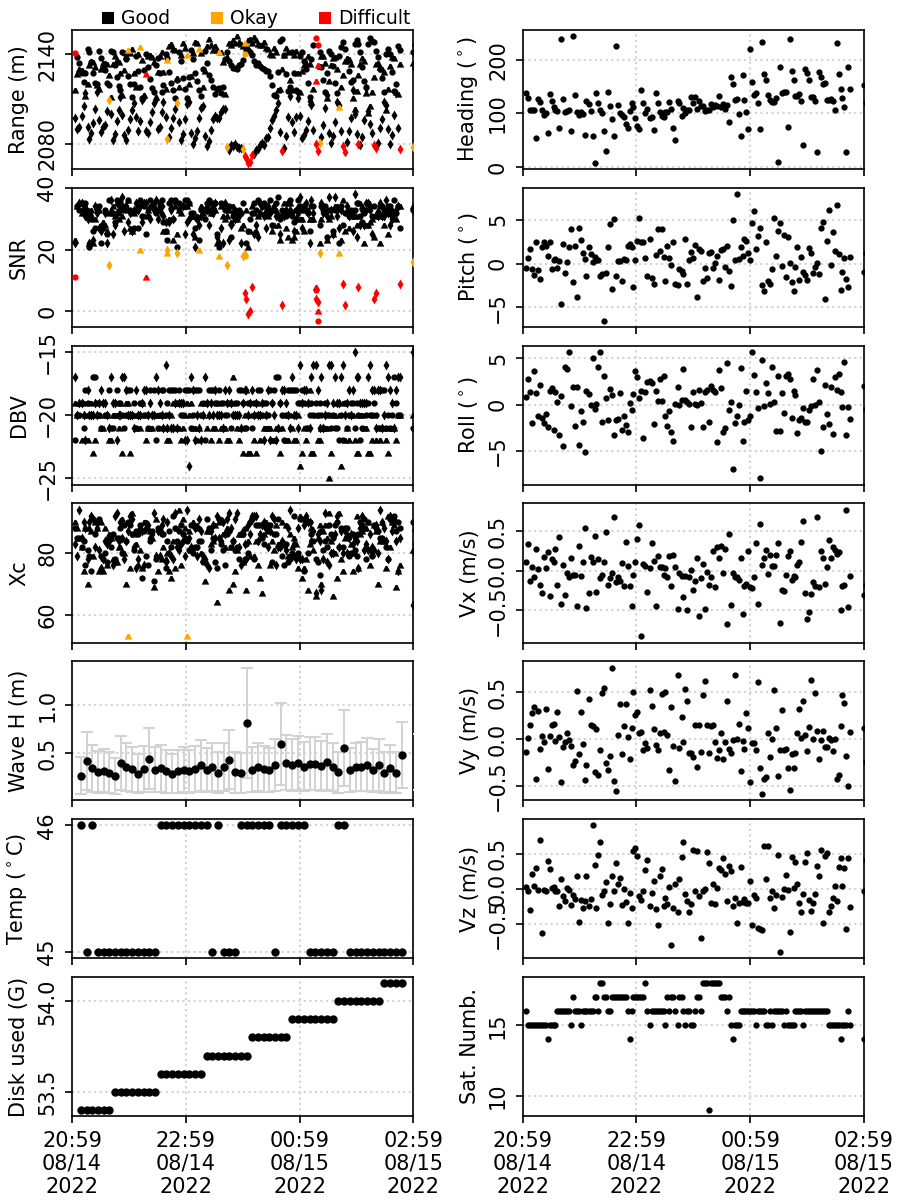 Good Okay Difficult
Range (m)
2140
2080
Heading (°)
200
100
0
SNR
40
20
0
Pitch (°)
5
0
−5
DBV
−15
−20
−25
Roll (°)
5
0
−5
Xc
80
60
Vx (m/s)
0.5
0.0
−0.5
Wave H (m)
1.0
0.5
Vy (m/s)
0.5
0.0
−0.5
Temp (°C)
46
45
Vz (m/s)
0.5
0.0
−0.5
Disk used (G)
54.0
53.5
Sat. Numb.
15
10
20:59 22:59 00:59 02:59 20:59 22:59 00:59 02:59
08/14 08/14 08/15 08/15 08/14 08/14 08/15 08/15
2022 2022 2022 2022 2022 2022 2022 2022